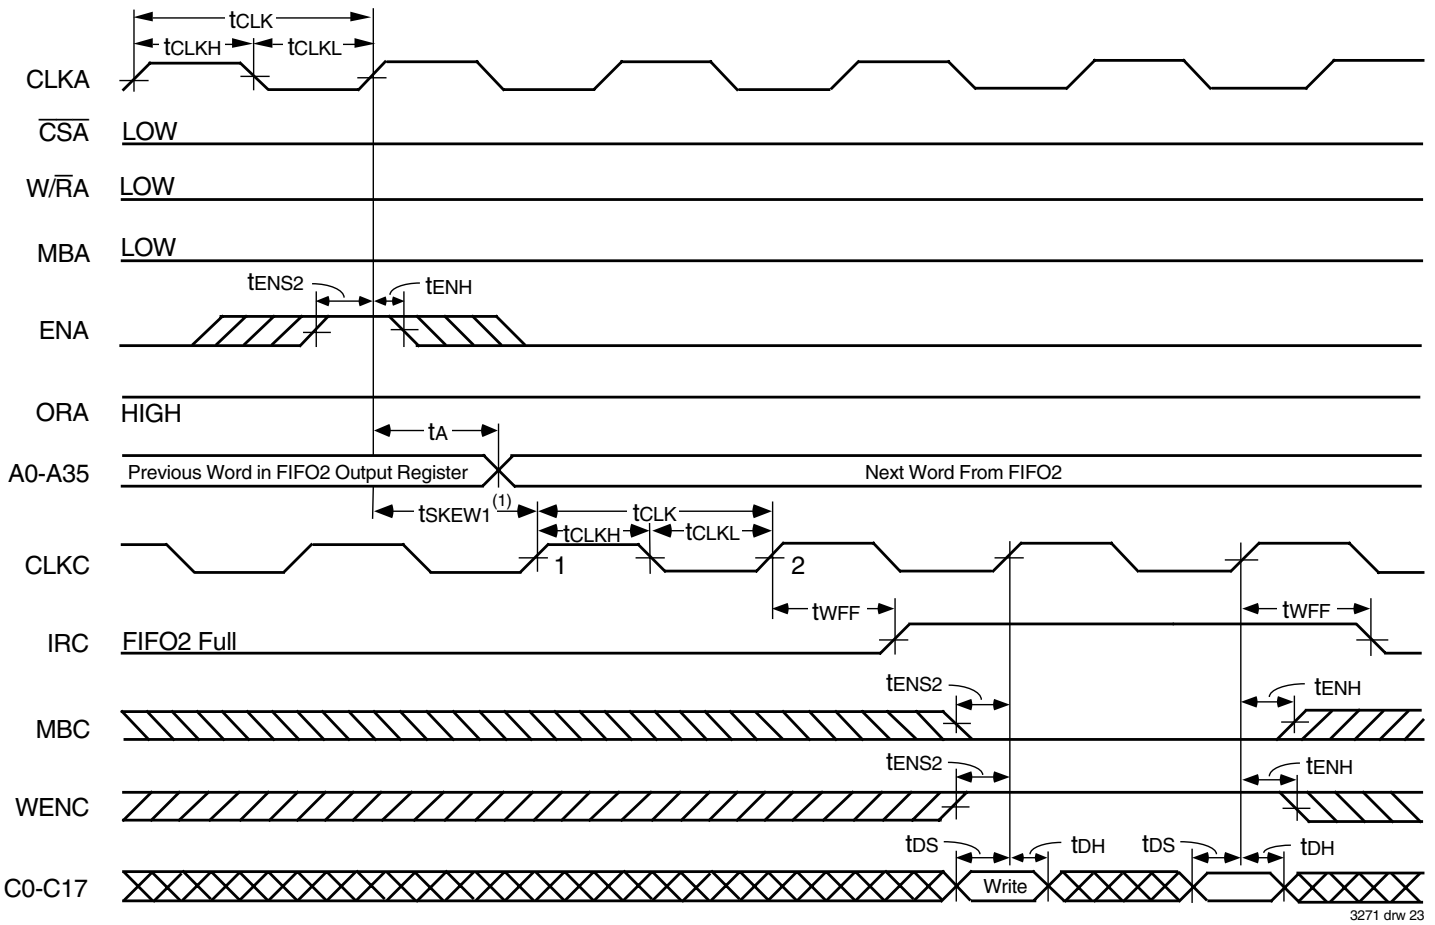 tCLK
tCLKH tCLKL
CLKA
CSA LOW
W/RA LOW
MBA LOW
tENS2 tENH
ENA
ORA HIGH
tA
A0-A35 Previous Word in FIFO2 Output Register Next Word From FIFO2
tSKEW1(1) tCLK
tCLKH tCLKL
CLKC 1 2
tWFF tWFF
IRC FIFO2 Full
tENS2 tENH
MBC
tENS2 tENH
WENC
tDS tDH tDS tDH
C0-C17 Write
3271 drw 23